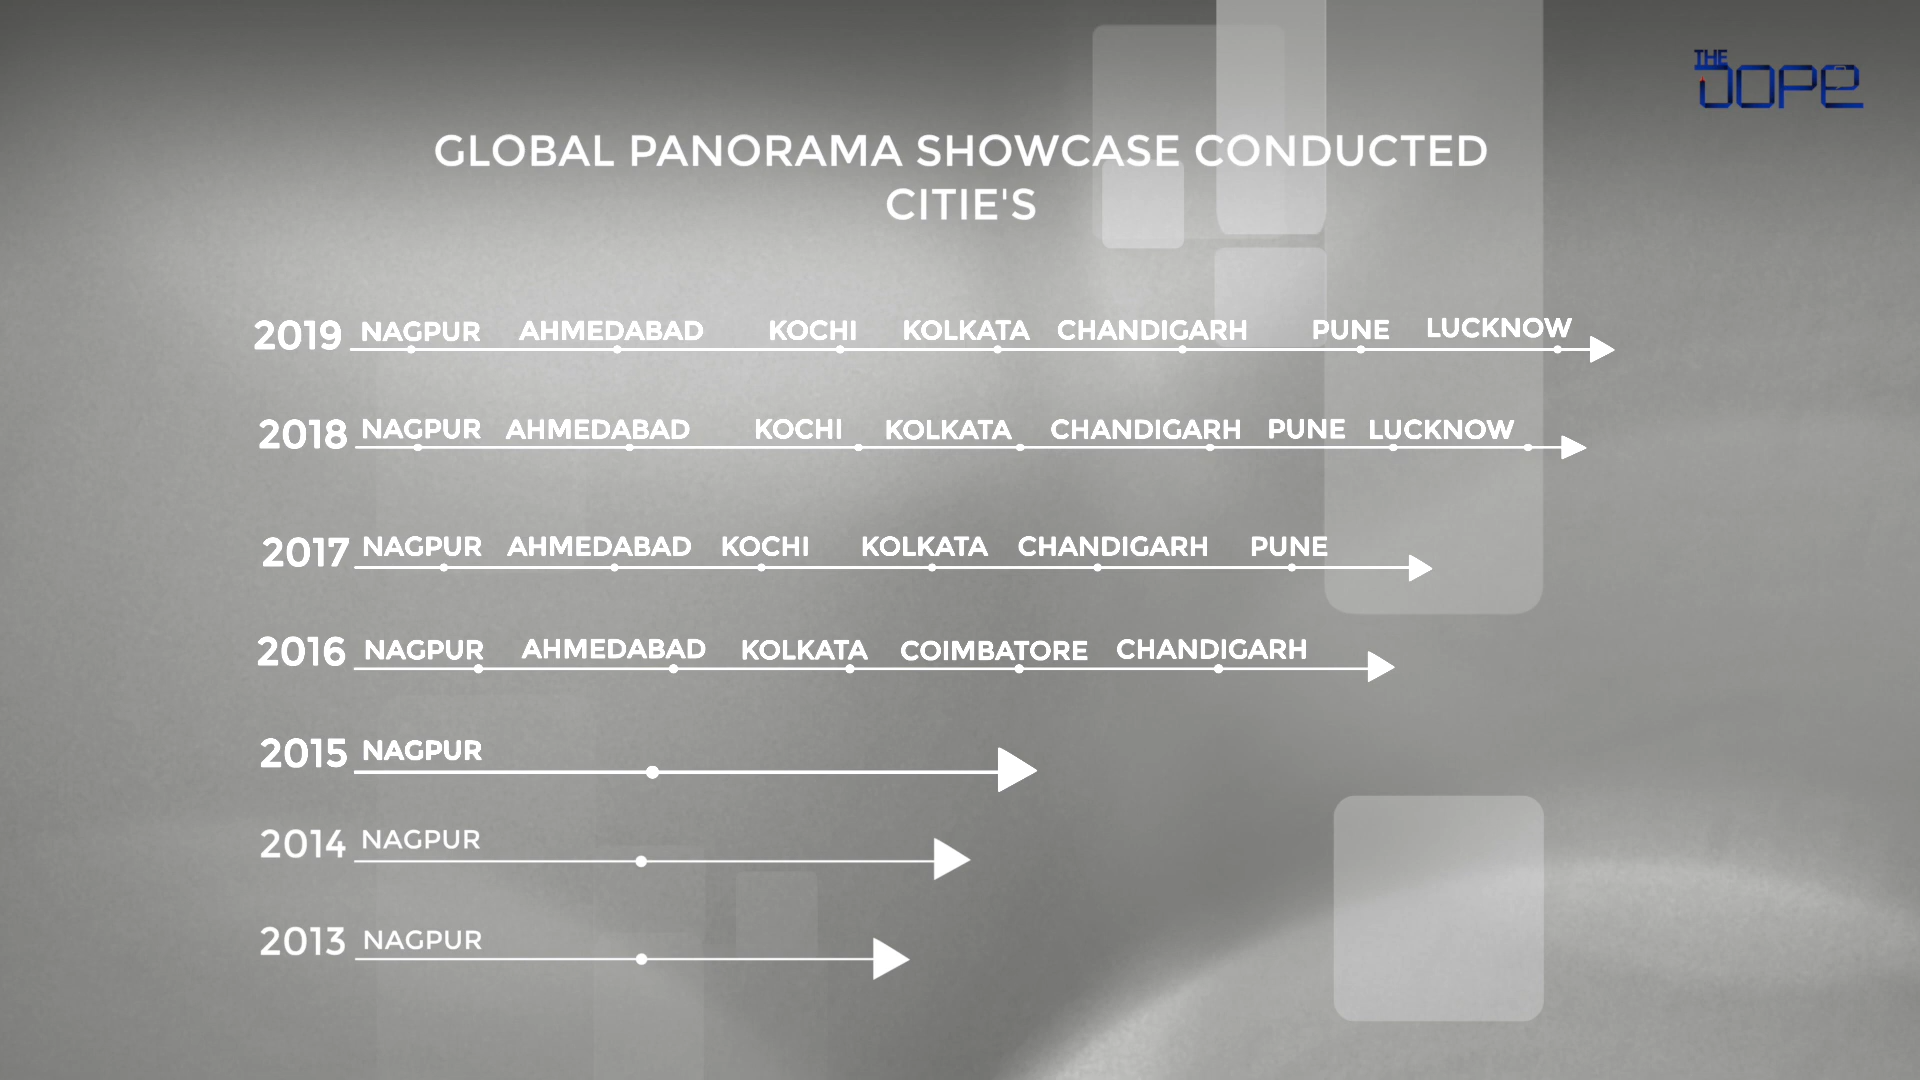 THE
DOPE
GLOBAL PANORAMA SHOWCASE CONDUCTED
CITIE'S
2019 NAGPUR AHMEDABAD KOCHI KOLKATA CHANDIGARH PUNE LUCKNOW
2018 NAGPUR AHMEDABAD KOCHI KOLKATA CHANDIGARH PUNE LUCKNOW
2017 NAGPUR AHMEDABAD KOCHI KOLKATA CHANDIGARH PUNE
2016 NAGPUR AHMEDABAD KOLKATA COIMBATORE CHANDIGARH
2015 NAGPUR
2014 NAGPUR
2013 NAGPUR